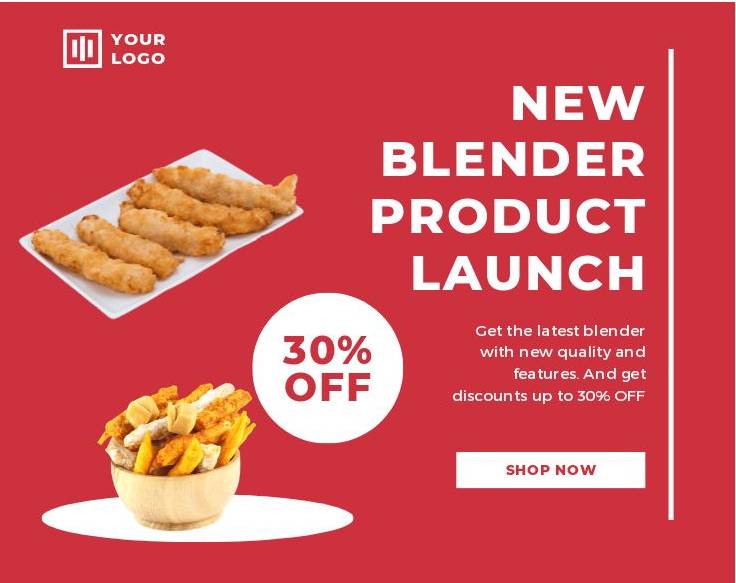 YOUR
LOGO
NEW
BLENDER
PRODUCT
LAUNCH
30%
OFF
Get the latest blender
with new quality and
features. And get
discounts up to 30% OFF
SHOP NOW